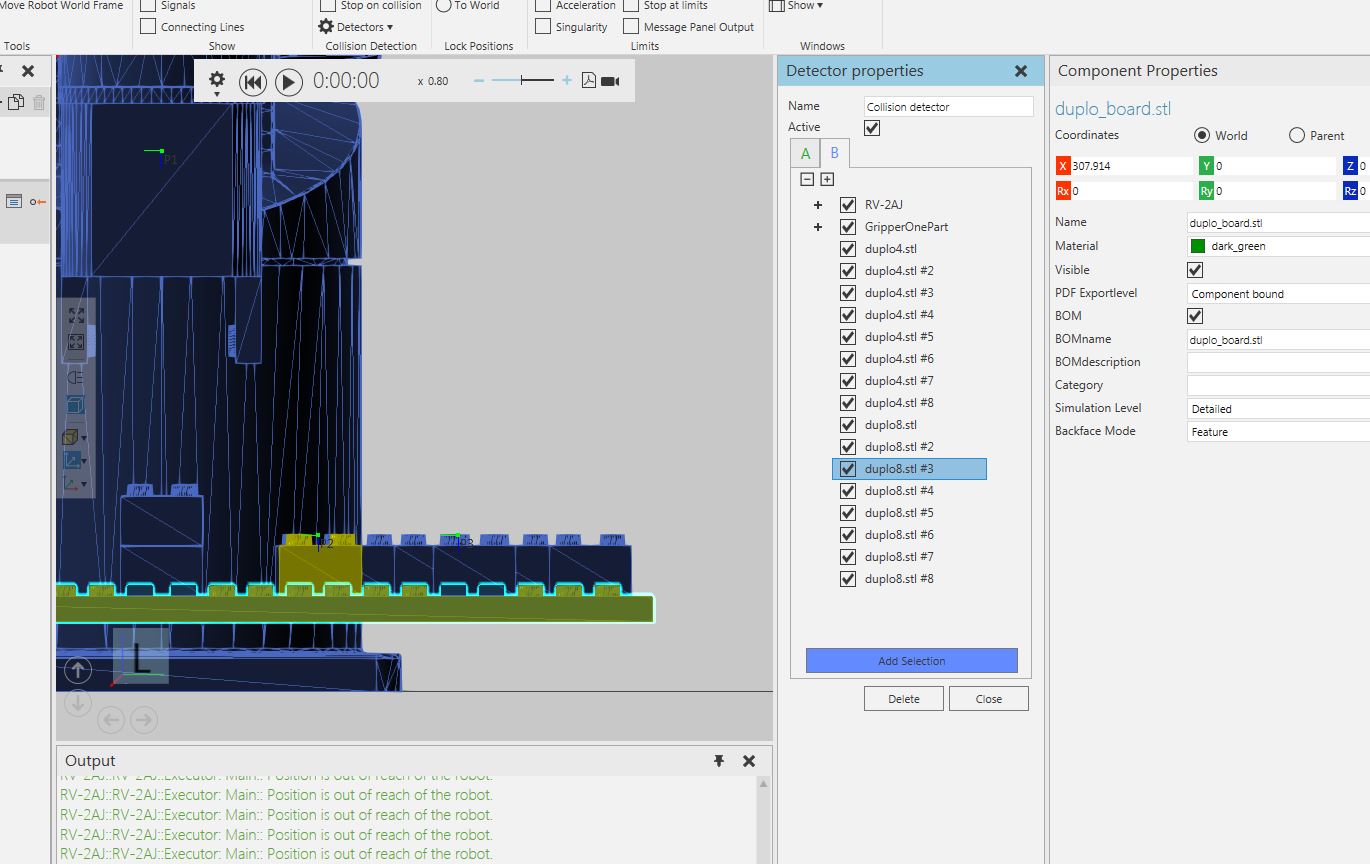 Move Robot World Frame
Signals
Stop on collision
To World
Acceleration
Stop at limits
Show
Connecting Lines
Detectors
Singularity
Message Panel Output
Tools
Show
Collision Detection
Lock Positions
Limits
Windows
0:00:00
x 0.80
P1
P2
P3
L
Detector properties
Name
Collision detector
Active
A
B
RV-2AJ
GripperOnePart
duplo4.stl
duplo4.stl #2
duplo4.stl #3
duplo4.stl #4
duplo4.stl #5
duplo4.stl #6
duplo4.stl #7
duplo4.stl #8
duplo8.stl
duplo8.stl #2
duplo8.stl #3
duplo8.stl #4
duplo8.stl #5
duplo8.stl #6
duplo8.stl #7
duplo8.stl #8
Add Selection
Delete
Close
Component Properties
duplo_board.stl
Coordinates
World
Parent
X 307.914
Y 0
Z 0
Rx 0
Ry 0
Rz 0
Name
duplo_board.stl
Material
dark_green
Visible
PDF Exportlevel
Component bound
BOM
BOMname
duplo_board.stl
BOMdescription
Category
Simulation Level
Detailed
Backface Mode
Feature
Output
RV-2AJ::RV-2AJ::Executor: Main:: Position is out of reach of the robot.
RV-2AJ::RV-2AJ::Executor: Main:: Position is out of reach of the robot.
RV-2AJ::RV-2AJ::Executor: Main:: Position is out of reach of the robot.
RV-2AJ::RV-2AJ::Executor: Main:: Position is out of reach of the robot.
RV-2AJ::RV-2AJ::Executor: Main:: Position is out of reach of the robot.